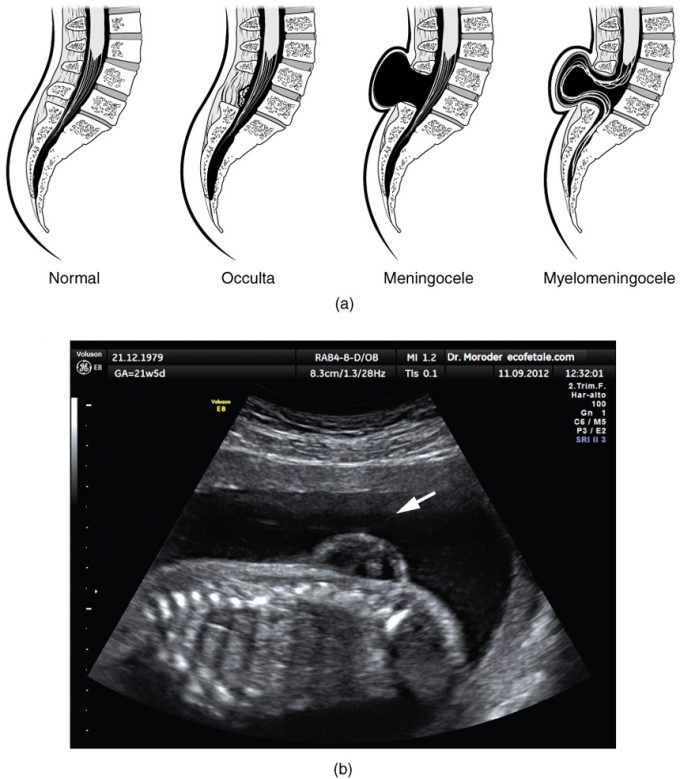 Normal
Occulta
Meningocele
Myelomeningocele
(a)
Voluson
GE
E8
21.12.1979
RAB4-8-D/OB
MI 1.2
Dr. Moroder ecofetale.com
GA=21w5d
8.3cm/1.3/28Hz
TIs 0.1
11.09.2012
12:32:01
2.Trim.F.
Har-alto
100
Gn 1
C6 / M5
P3 / E2
SRI II 3
Voluson
E8
(b)